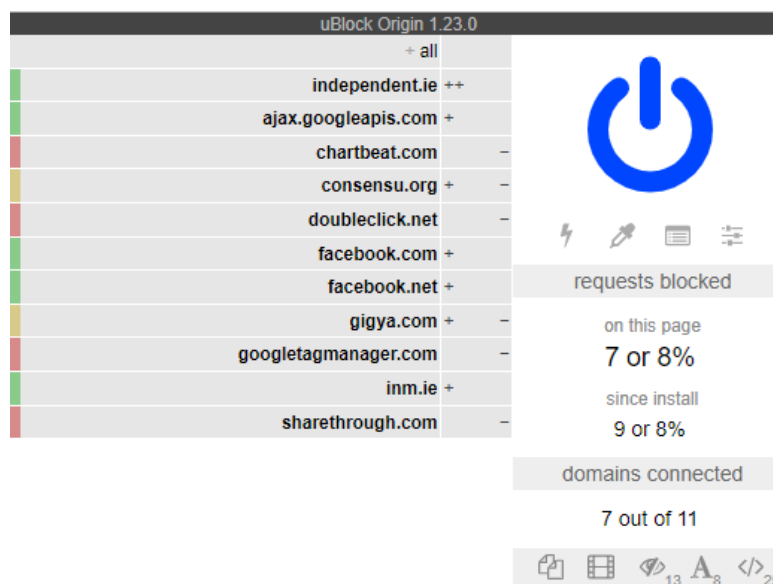 uBlock Origin 1.23.0
+ all
independent.ie ++
ajax.googleapis.com +
chartbeat.com –
consensu.org + –
doubleclick.net –
facebook.com +
facebook.net +
gigya.com + –
googletagmanager.com –
inm.ie +
sharethrough.com –
requests blocked
on this page
7 or 8%
since install
9 or 8%
domains connected
7 out of 11
13 A 8 </>